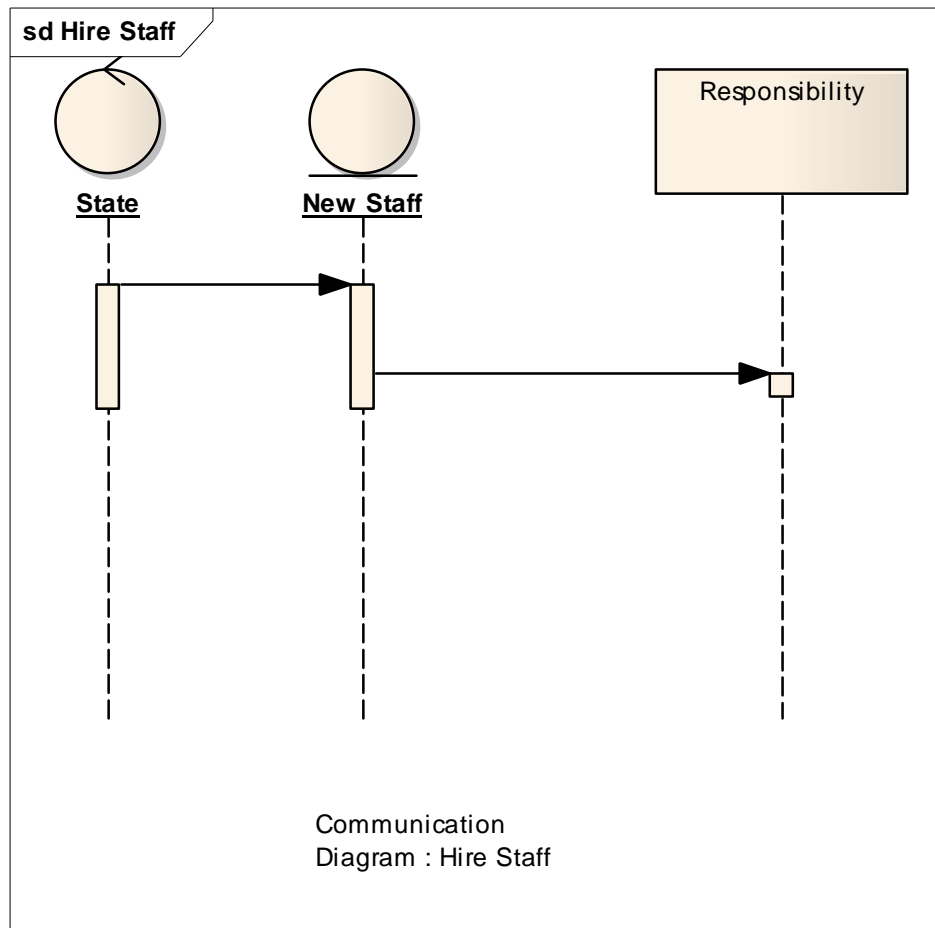 sd Hire Staff
State
New Staff
Responsibility
Communication
Diagram : Hire Staff